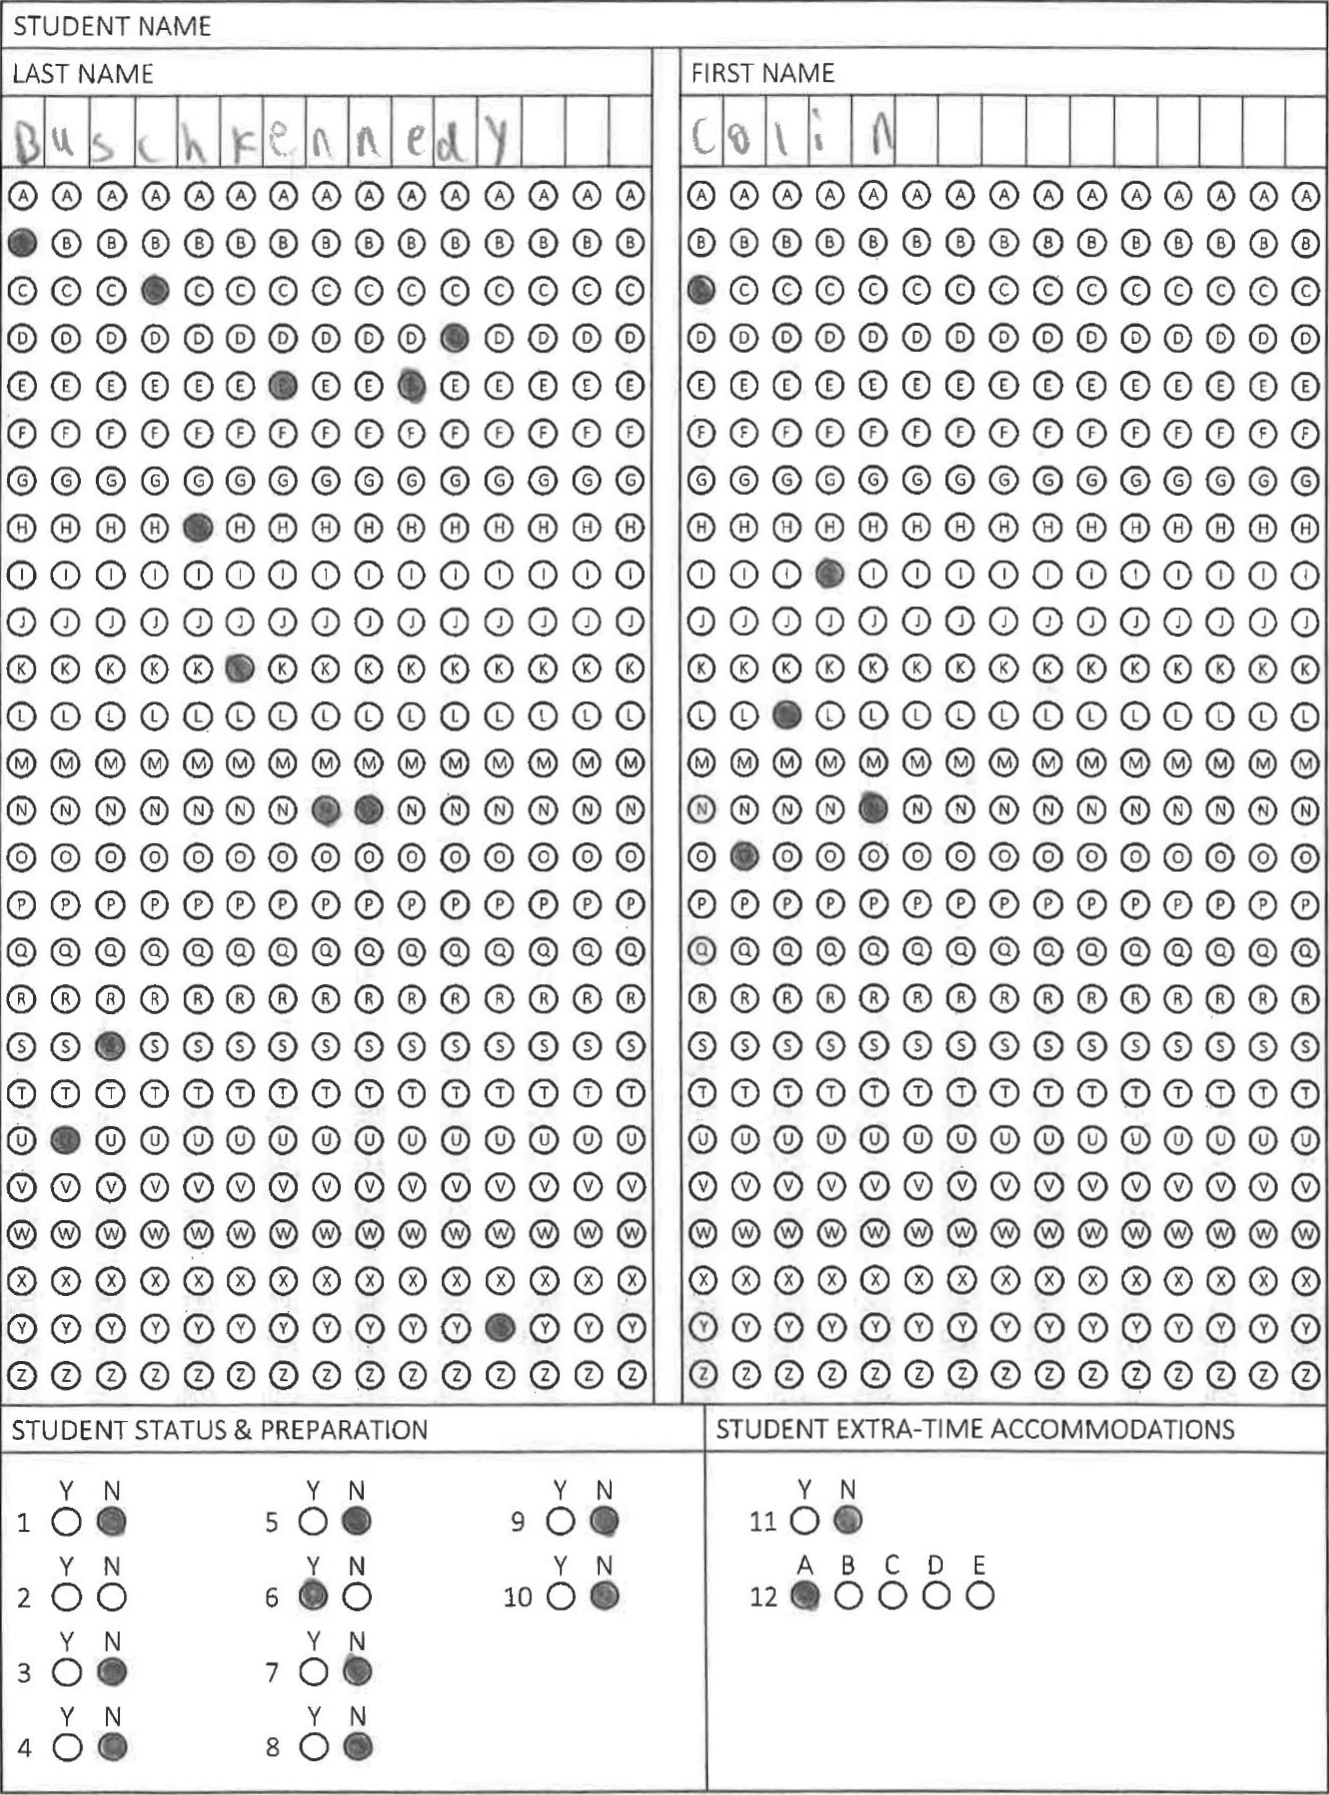 STUDENT NAME
LAST NAME
FIRST NAME
Buschkennedy
Colin
A A A A A A A A A A A A A A A A A A A A A A A A A A A A A A
B B B B B B B B B B B B B B B B B B B B B B B B B B B B B
C C C C C C C C C C C C C C C C C C C C C C C C C C C C
D D D D D D D D D D D D D D D D D D D D D D D D D D D D D
E E E E E E E E E E E E E E E E E E E E E E E E E E E E
F F F F F F F F F F F F F F F F F F F F F F F F F F F F F F
G G G G G G G G G G G G G G G G G G G G G G G G G G G G G G
H H H H H H H H H H H H H H H H H H H H H H H H H H H H H
I I I I I I I I I I I I I I I I I I I I I I I I I I I I I
J J J J J J J J J J J J J J J J J J J J J J J J J J J J J J
K K K K K K K K K K K K K K K K K K K K K K K K K K K K K
L L L L L L L L L L L L L L L L L L L L L L L L L L L L L
M M M M M M M M M M M M M M M M M M M M M M M M M M M M M M
N N N N N N N N N N N N N N N N N N N N N N N N N N N
O O O O O O O O O O O O O O O O O O O O O O O O O O O O O
P P P P P P P P P P P P P P P P P P P P P P P P P P P P P P
Q Q Q Q Q Q Q Q Q Q Q Q Q Q Q Q Q Q Q Q Q Q Q Q Q Q Q Q Q Q
R R R R R R R R R R R R R R R R R R R R R R R R R R R R R R
S S S S S S S S S S S S S S S S S S S S S S S S S S S S S
T T T T T T T T T T T T T T T T T T T T T T T T T T T T T T
U U U U U U U U U U U U U U U U U U U U U U U U U U U U U U
V V V V V V V V V V V V V V V V V V V V V V V V V V V V V V
W W W W W W W W W W W W W W W W W W W W W W W W W W W W W W
X X X X X X X X X X X X X X X X X X X X X X X X X X X X X X
Y Y Y Y Y Y Y Y Y Y Y Y Y Y Y Y Y Y Y Y Y Y Y Y Y Y Y Y Y
Z Z Z Z Z Z Z Z Z Z Z Z Z Z Z Z Z Z Z Z Z Z Z Z Z Z Z Z Z Z
STUDENT STATUS & PREPARATION
Y N
1
Y N
2
Y N
3
Y N
4
Y N
5
Y N
6
Y N
7
Y N
8
Y N
9
Y N
10
STUDENT EXTRA-TIME ACCOMMODATIONS
Y N
11
A B C D E
12